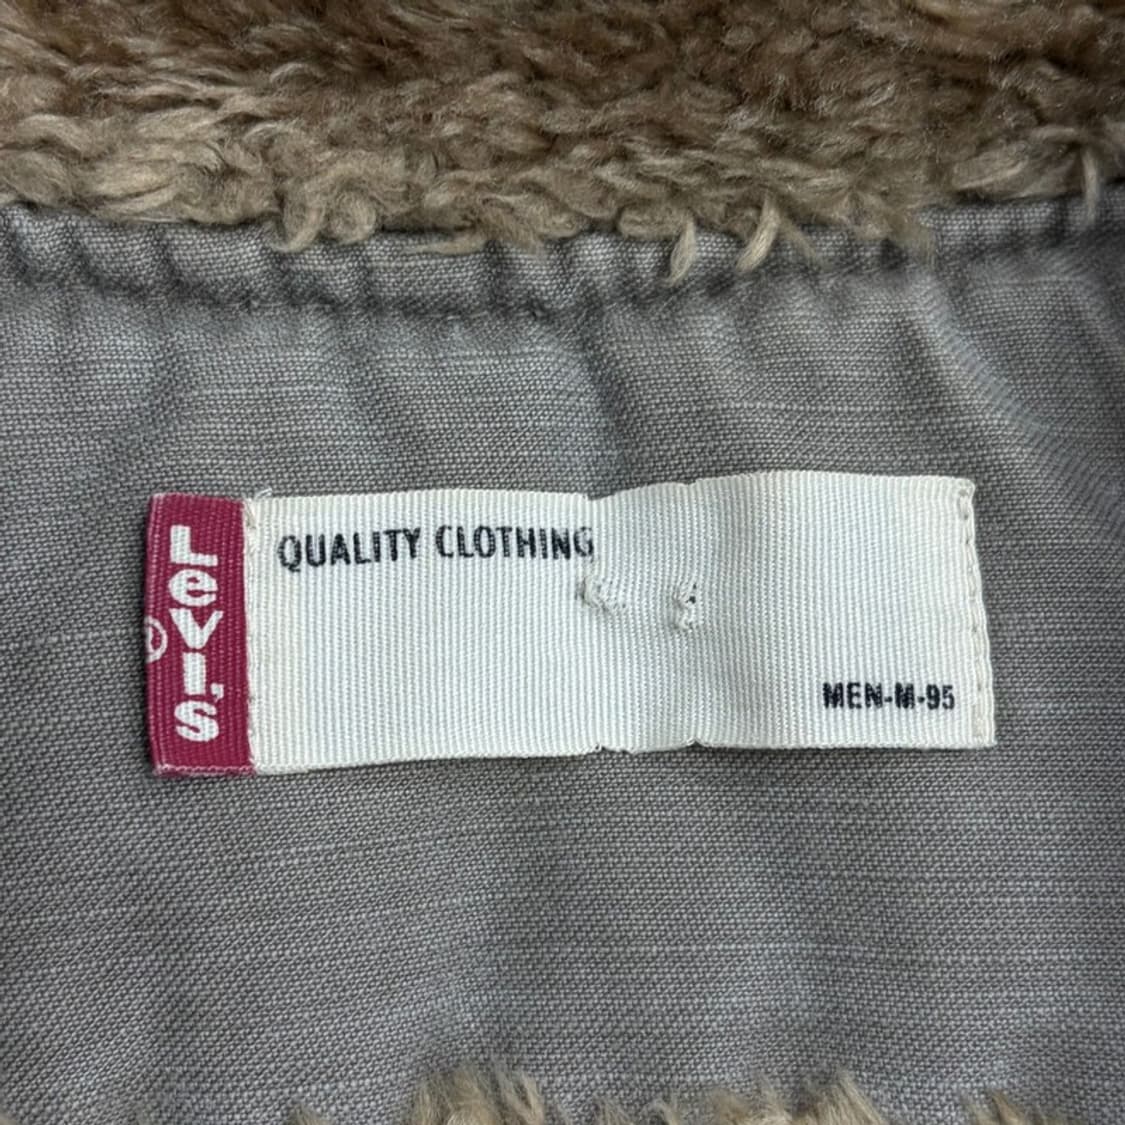 LeVI'S
®
QUALITY CLOTHING
MEN-M-95